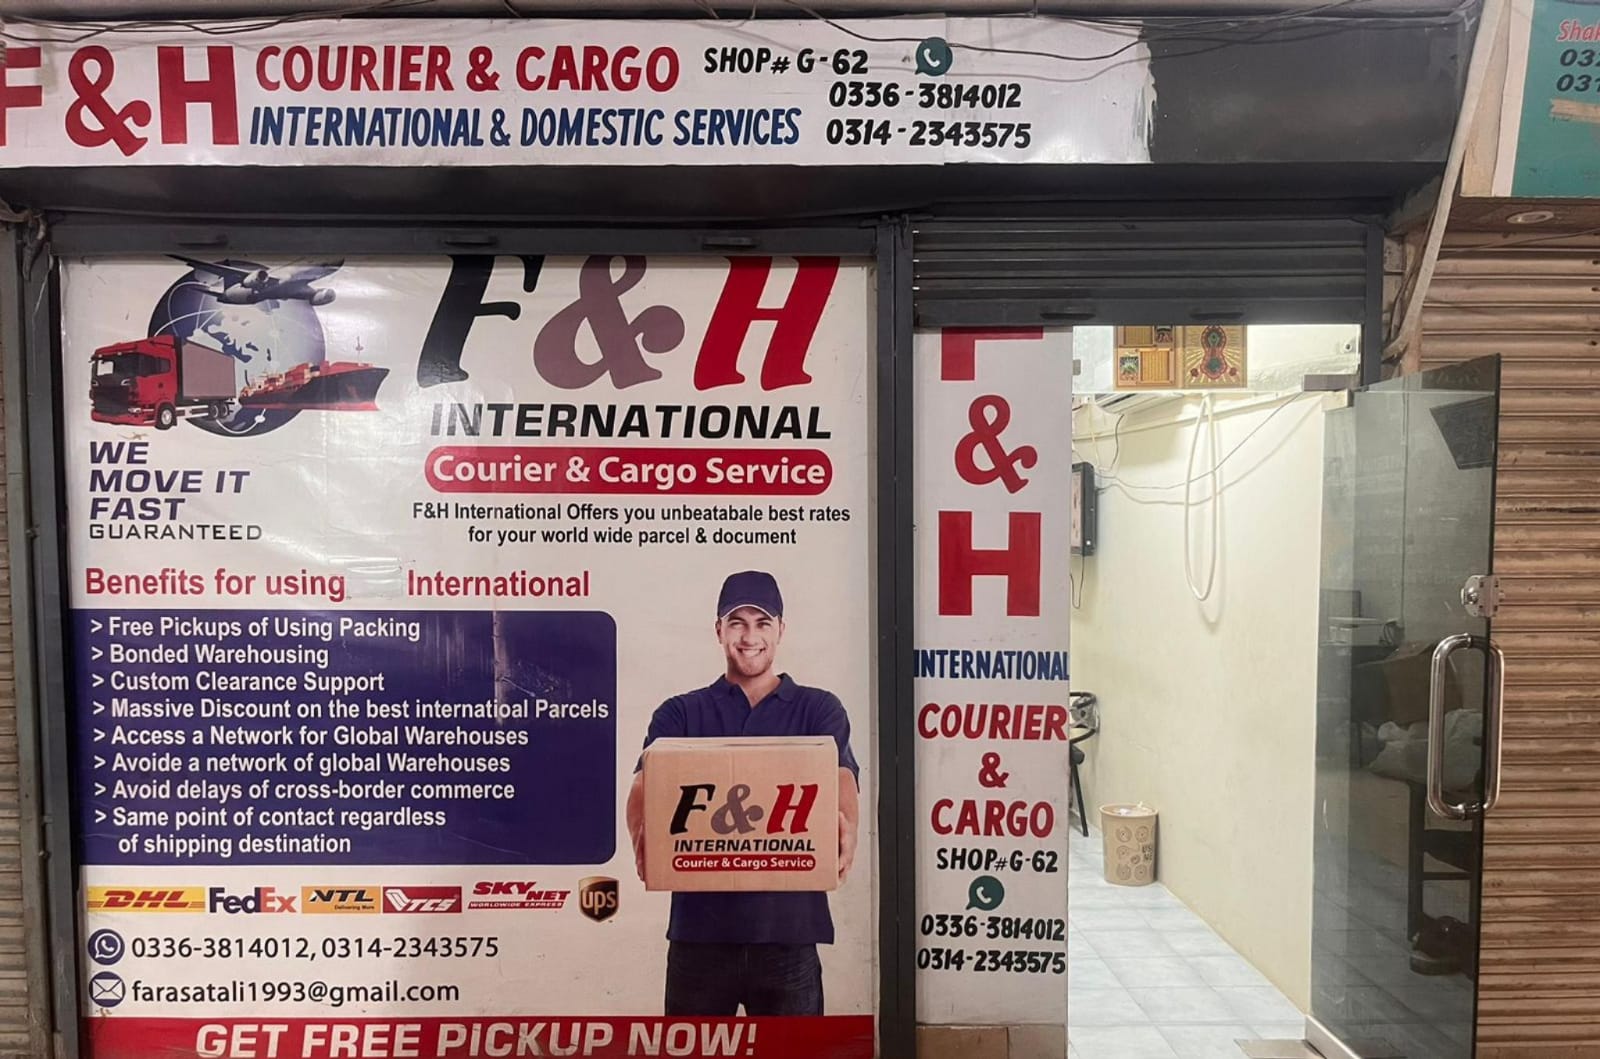 F&H COURIER & CARGO SHOP# G-62
INTERNATIONAL & DOMESTIC SERVICES
0336-3814012
0314-2343575
F&H
INTERNATIONAL
Courier & Cargo Service
F&H International Offers you unbeatabale best rates
for your world wide parcel & document
WE
MOVE IT
FAST
GUARANTEED
Benefits for using International
> Free Pickups of Using Packing
> Bonded Warehousing
> Custom Clearance Support
> Massive Discount on the best internatioal Parcels
> Access a Network for Global Warehouses
> Avoide a network of global Warehouses
> Avoid delays of cross-border commerce
> Same point of contact regardless
of shipping destination
F&H
INTERNATIONAL
Courier & Cargo Service
DHL FedEx NTL Delivering More TCS SKYNET WORLDWIDE EXPRESS ups
0336-3814012, 0314-2343575
farasatali1993@gmail.com
GET FREE PICKUP NOW!
F
&
H
INTERNATIONAL
COURIER
&
CARGO
SHOP#G-62
0336-3814012
0314-2343575